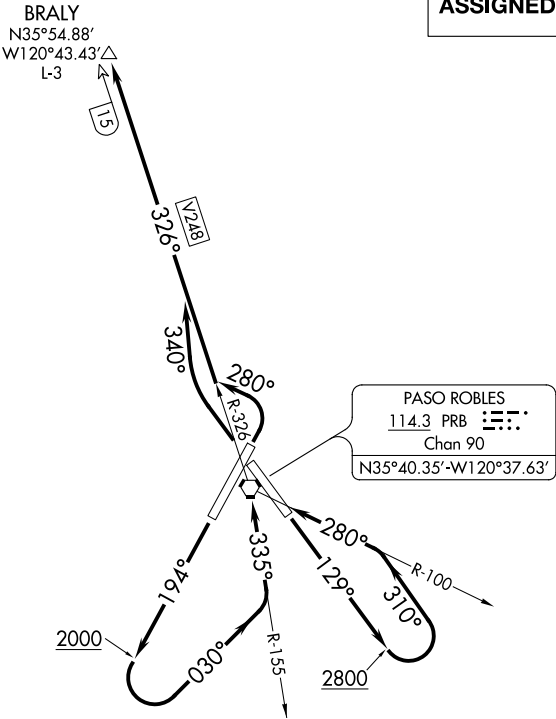 ASSIGNED
BRALY
N35°54.88'
W120°43.43'
L-3
15
V248
326°
340°
280°
R-326
PASO ROBLES
114.3 PRB
Chan 90
N35°40.35'-W120°37.63'
280°
335°
129°
R-100
310°
194°
2000
030°
R-155
2800